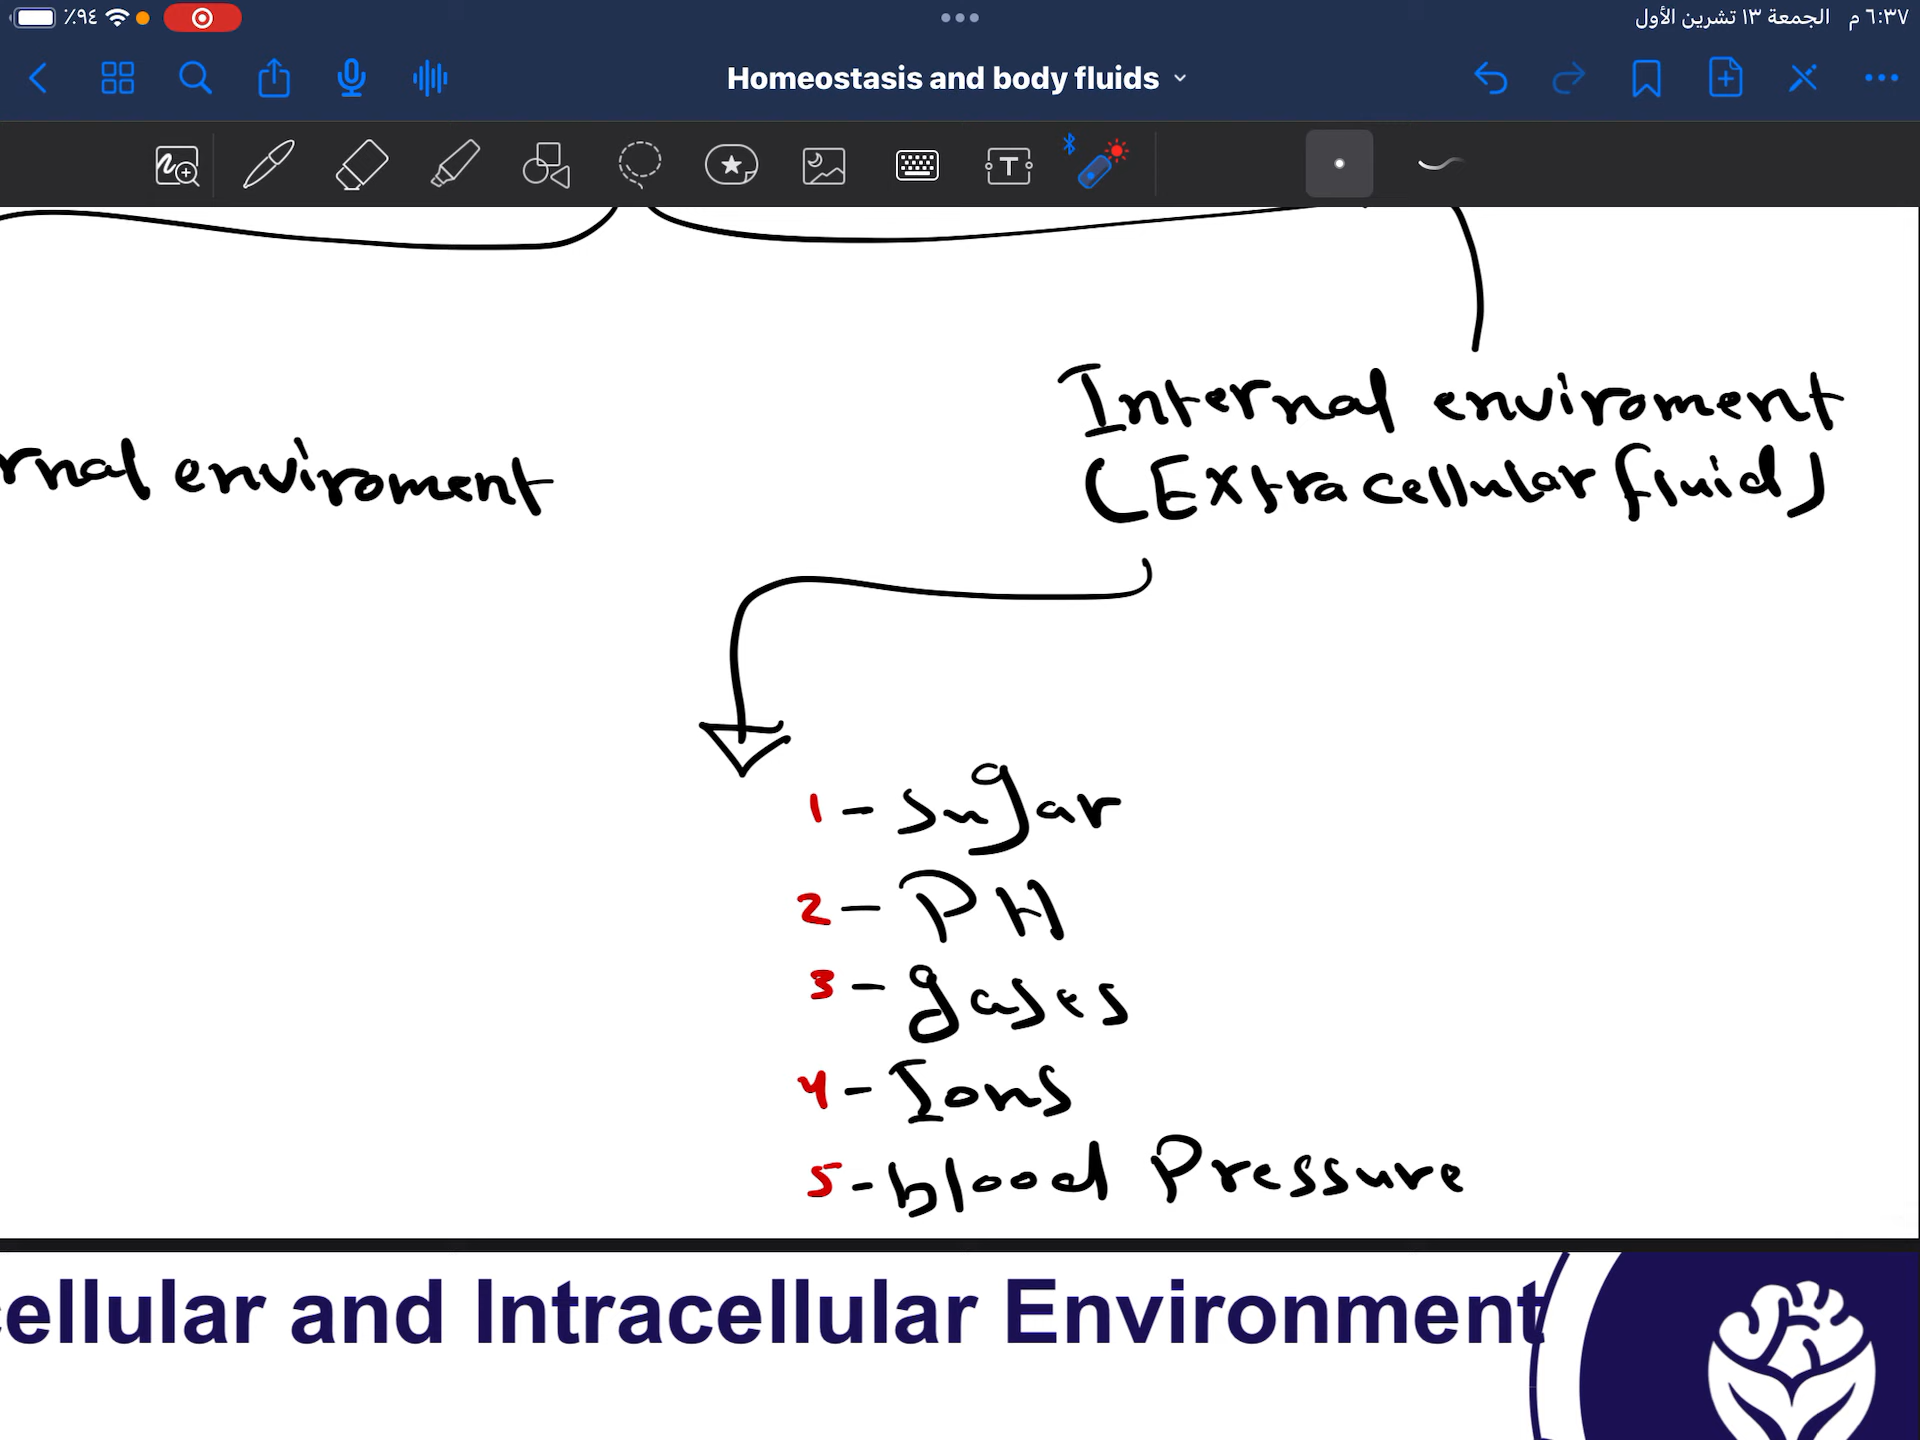 ٪٩٤
الجمعة ١٣ تشرين الأول ٦:٣٧ م
Homeostasis and body fluids
T
Internal enviroment
(Extracellular fluid)
rnal enviroment
1 - sugar
2 - PH
3 - gases
4 - Ions
5 - blood Pressure
cellular and Intracellular Environment